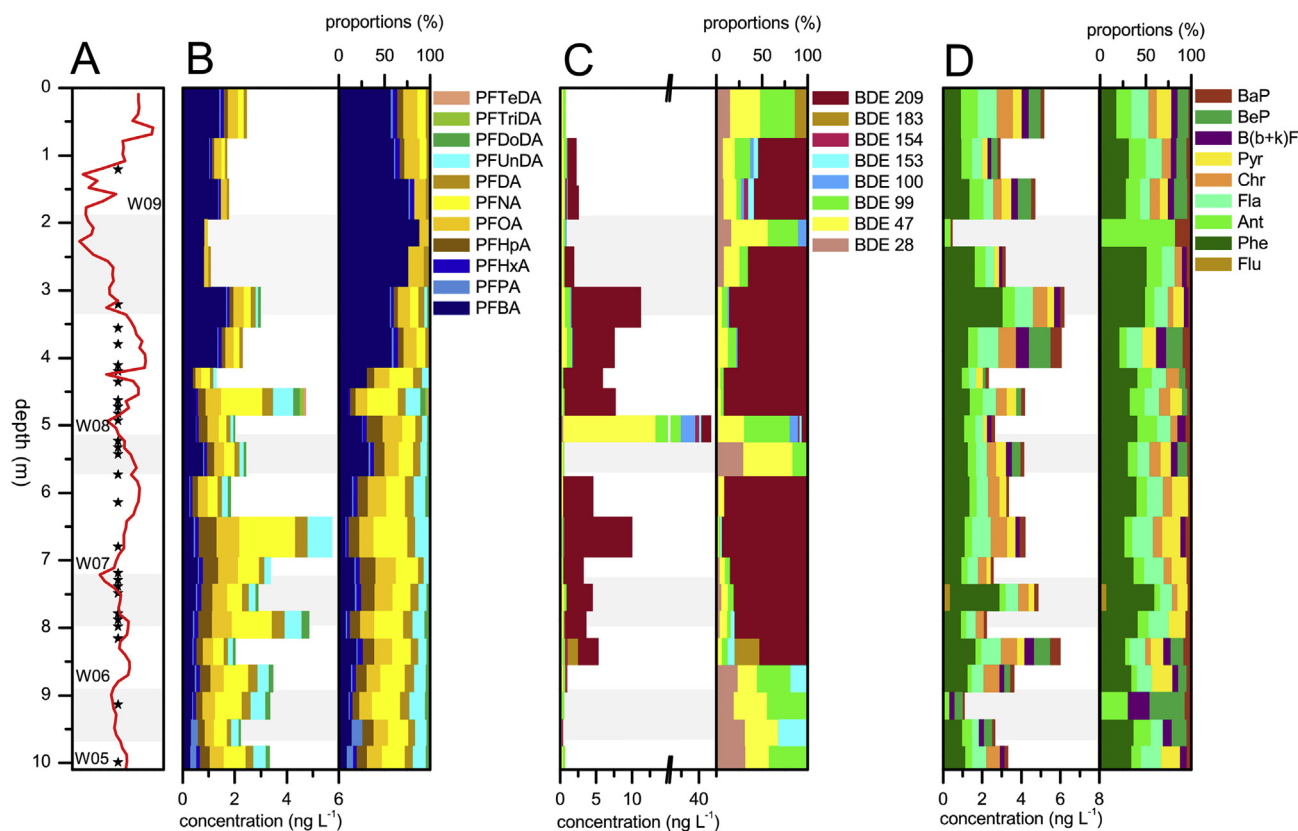 proportions (%)
proportions (%)
proportions (%)
A
B
0 50 100
C
0 50 100
D
0 50 100
0
1
2
3
4
5
6
7
8
9
10
depth (m)
W09
W08
W07
W06
W05
PFTeDA
PFTriDA
PFDoDA
PFUnDA
PFDA
PFNA
PFOA
PFHpA
PFHxA
PFPA
PFBA
BDE 209
BDE 183
BDE 154
BDE 153
BDE 100
BDE 99
BDE 47
BDE 28
BaP
BeP
B(b+k)F
Pyr
Chr
Fla
Ant
Phe
Flu
0 2 4 6
concentration (ng L⁻¹)
0 5 10 40
concentration (ng L⁻¹)
0 2 4 6 8
concentration (ng L⁻¹)